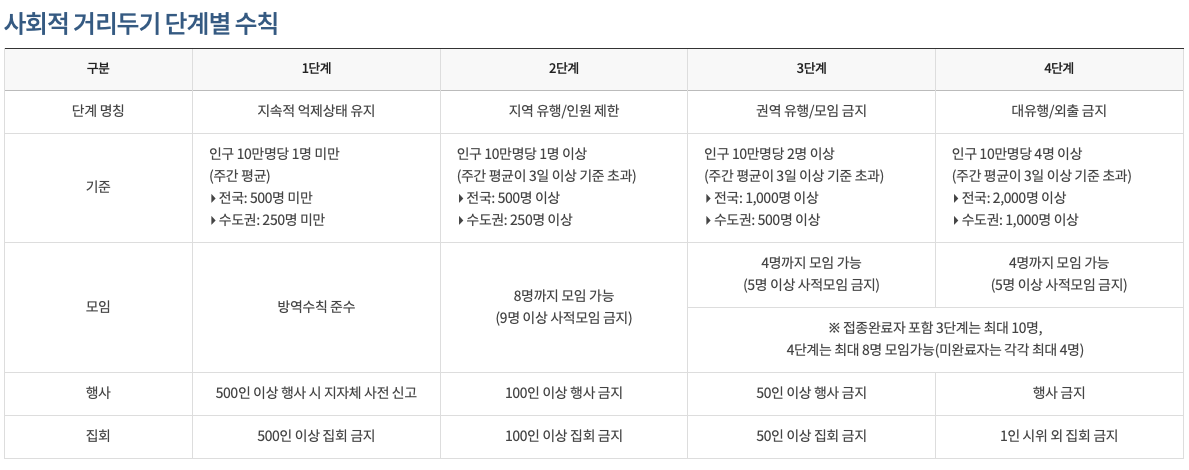 사회적 거리두기 단계별 수칙
구분 1단계 2단계 3단계 4단계
단계 명칭 지속적 억제상태 유지 지역 유행/인원 제한 권역 유행/모임 금지 대유행/외출 금지
기준
인구 10만명당 1명 미만
(주간 평균)
▸전국: 500명 미만
▸수도권: 250명 미만
인구 10만명당 1명 이상
(주간 평균이 3일 이상 기준 초과)
▸전국: 500명 이상
▸수도권: 250명 이상
인구 10만명당 2명 이상
(주간 평균이 3일 이상 기준 초과)
▸전국: 1,000명 이상
▸수도권: 500명 이상
인구 10만명당 4명 이상
(주간 평균이 3일 이상 기준 초과)
▸전국: 2,000명 이상
▸수도권: 1,000명 이상
모임
방역수칙 준수
8명까지 모임 가능
(9명 이상 사적모임 금지)
4명까지 모임 가능
(5명 이상 사적모임 금지)
4명까지 모임 가능
(5명 이상 사적모임 금지)
※ 접종완료자 포함 3단계는 최대 10명,
4단계는 최대 8명 모임가능(미완료자는 각각 최대 4명)
행사 500인 이상 행사 시 지자체 사전 신고 100인 이상 행사 금지 50인 이상 행사 금지 행사 금지
집회 500인 이상 집회 금지 100인 이상 집회 금지 50인 이상 집회 금지 1인 시위 외 집회 금지